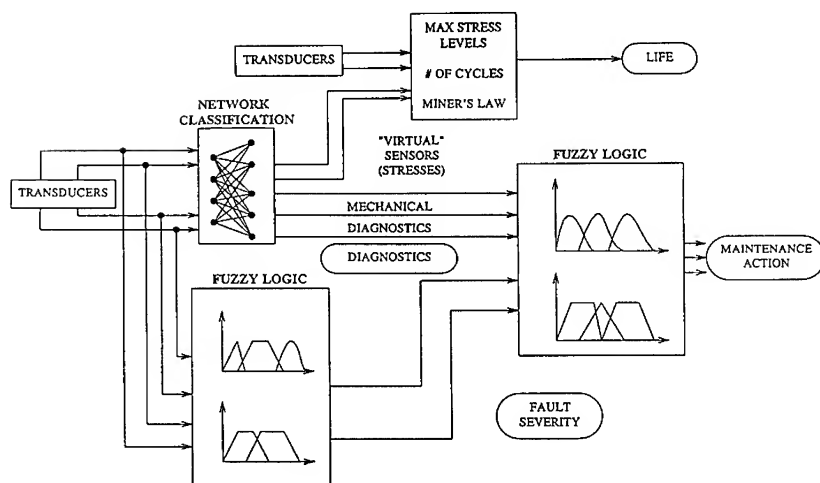 MAX STRESS
LEVELS
# OF CYCLES
MINER'S LAW
TRANSDUCERS
LIFE
NETWORK
CLASSIFICATION
"VIRTUAL"
SENSORS
(STRESSES)
FUZZY LOGIC
TRANSDUCERS
MECHANICAL
DIAGNOSTICS
DIAGNOSTICS
MAINTENANCE
ACTION
FUZZY LOGIC
FAULT
SEVERITY